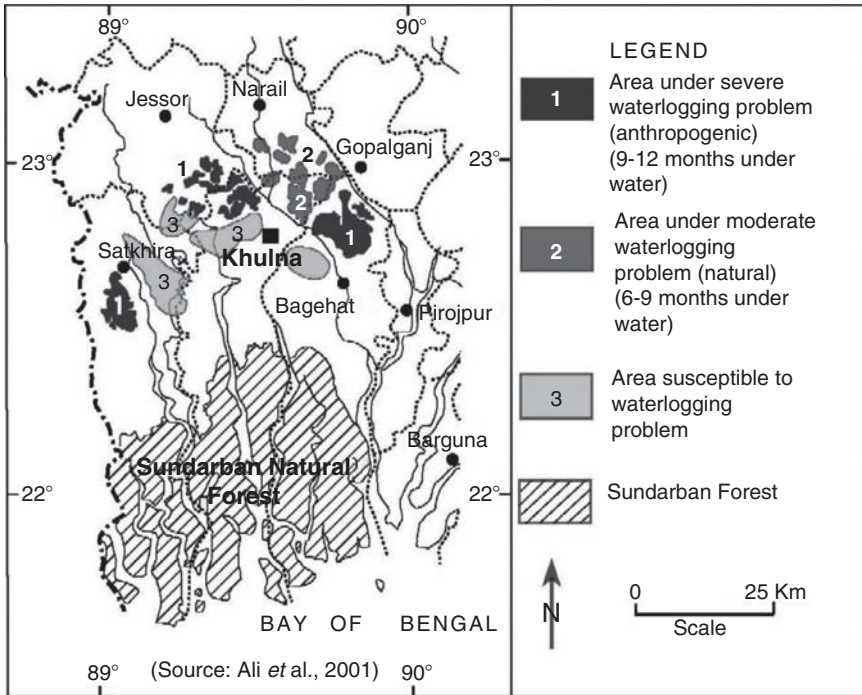 89°
90°
Jessor
Narail
Gopalganj
23°
23°
1
2
2
3
3
1
Khulna
Satkhira
3
1
Bagehat
Pirojpur
Barguna
Sundarban Natural
Forest
22°
22°
BAY OF BENGAL
89°
90°
(Source: Ali et al., 2001)
LEGEND
1
Area under severe
waterlogging problem
(anthropogenic)
(9-12 months under
water)
2
Area under moderate
waterlogging
problem (natural)
(6-9 months under
water)
3
Area susceptible to
waterlogging
problem
Sundarban Forest
N
0
25 Km
Scale